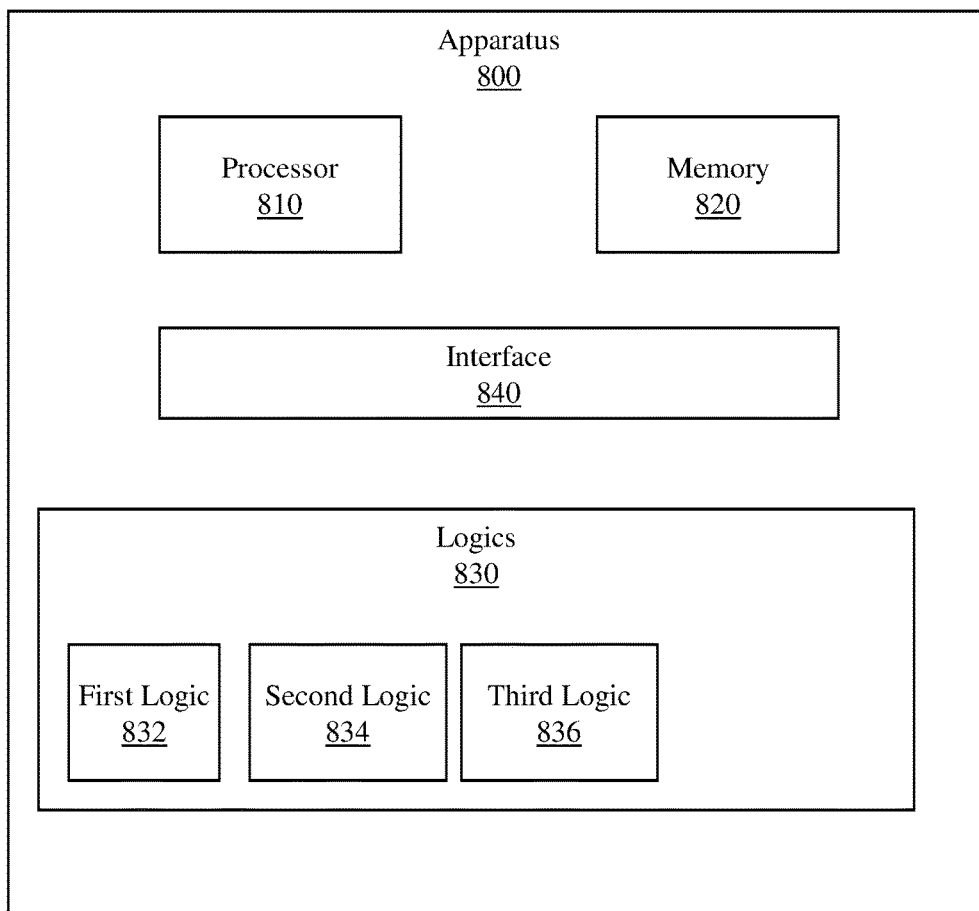 Apparatus
800
Processor
810
Memory
820
Interface
840
Logics
830
First Logic
832
Second Logic
834
Third Logic
836